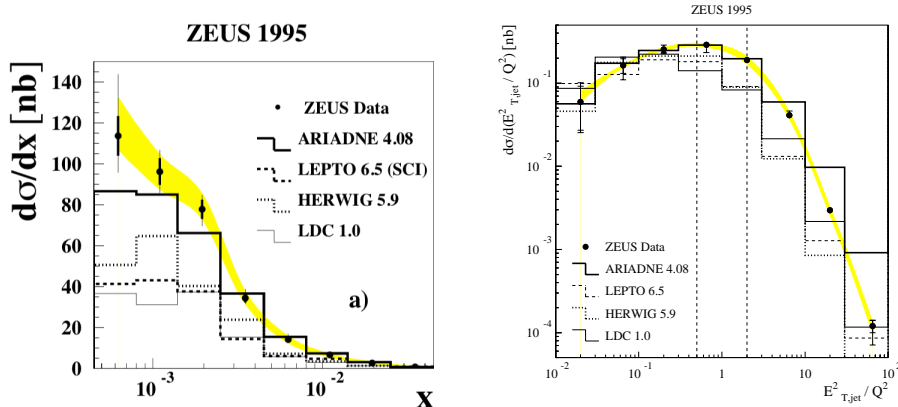 ZEUS 1995
dσ/dx [nb]
140
120
100
80
60
40
20
0
ZEUS Data
ARIADNE 4.08
LEPTO 6.5 (SCI)
HERWIG 5.9
LDC 1.0
a)
10⁻³
10⁻²
x
ZEUS 1995
dσ/d(E²T,jet/Q²) [nb]
10⁻¹
10⁻²
10⁻³
10⁻⁴
ZEUS Data
ARIADNE 4.08
LEPTO 6.5
HERWIG 5.9
LDC 1.0
10⁻² 10⁻¹ 1 10 10²
E²T,jet/Q²